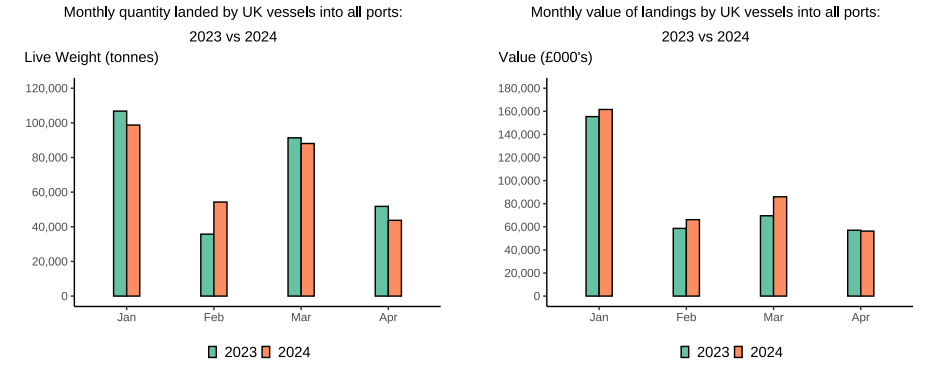 Monthly quantity landed by UK vessels into all ports:
2023 vs 2024
Live Weight (tonnes)
120,000
100,000
80,000
60,000
40,000
20,000
0
Jan Feb Mar Apr
2023 2024
Monthly value of landings by UK vessels into all ports:
2023 vs 2024
Value (£000's)
180,000
160,000
140,000
120,000
100,000
80,000
60,000
40,000
20,000
0
Jan Feb Mar Apr
2023 2024